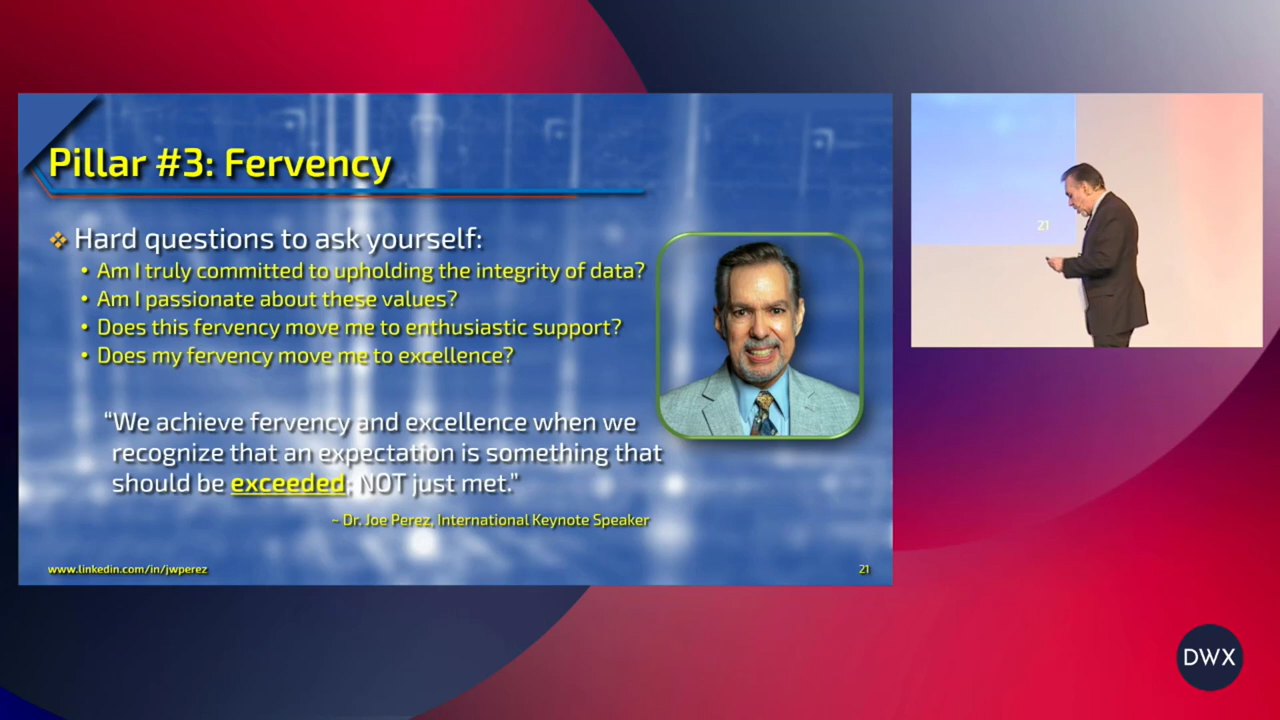 Pillar #3: Fervency
Hard questions to ask yourself:
• Am I truly committed to upholding the integrity of data?
• Am I passionate about these values?
• Does this fervency move me to enthusiastic support?
• Does my fervency move me to excellence?
“We achieve fervency and excellence when we
recognize that an expectation is something that
should be exceeded; NOT just met.”
~ Dr. Joe Perez, International Keynote Speaker
www.linkedin.com/in/jwperez
21
21
DWX